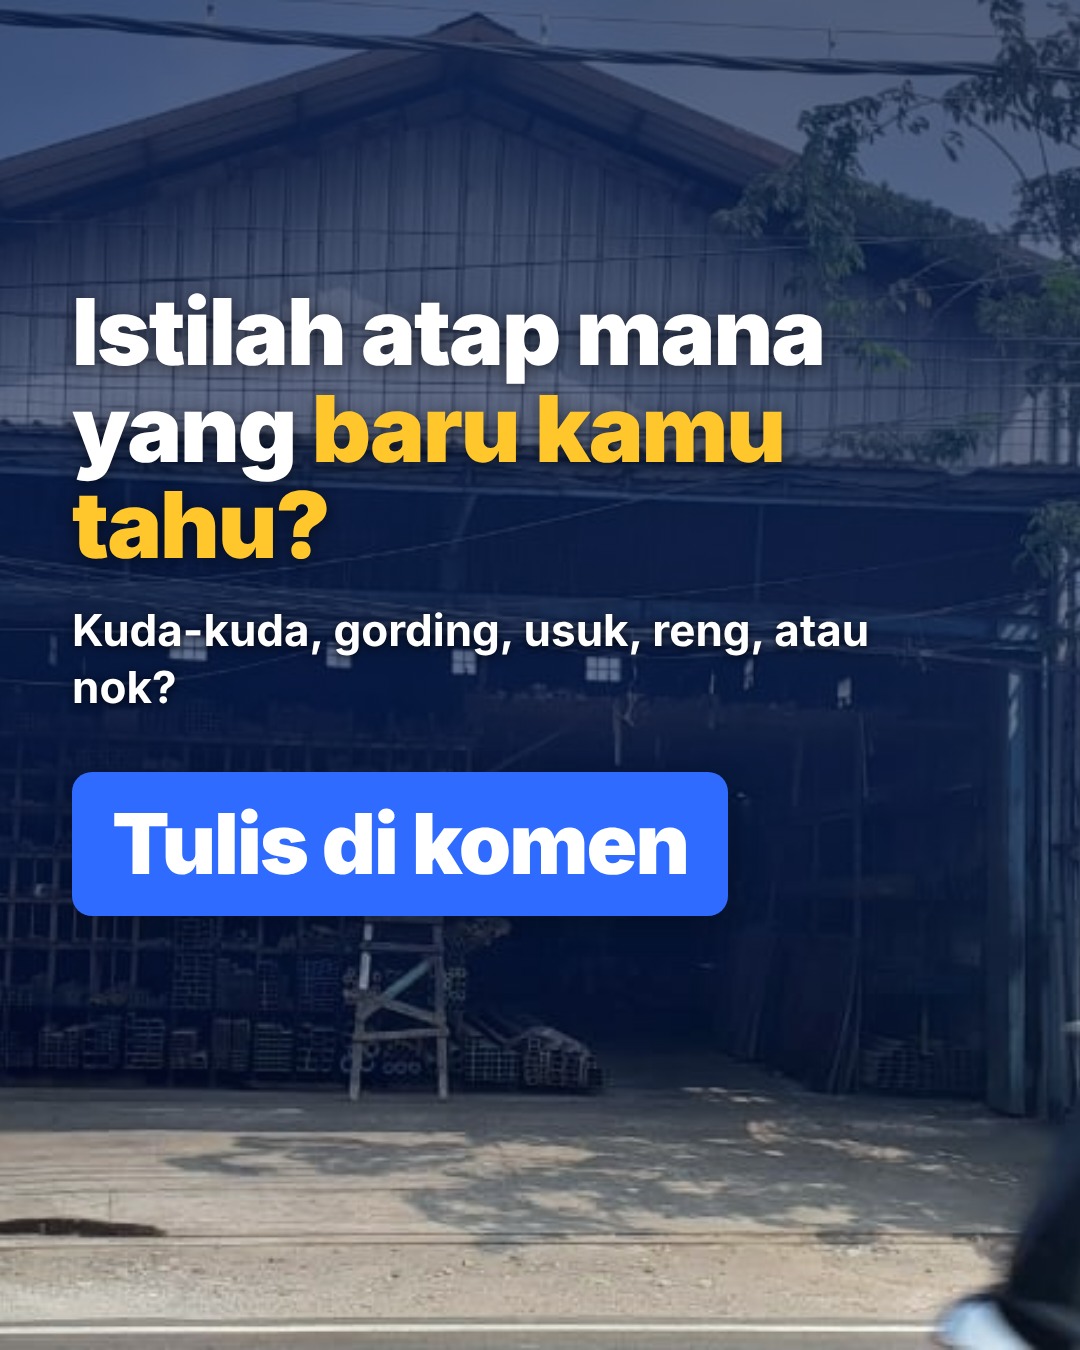 Istilah atap mana
yang baru kamu
tahu?
Kuda-kuda, gording, usuk, reng, atau
nok?
Tulis di komen